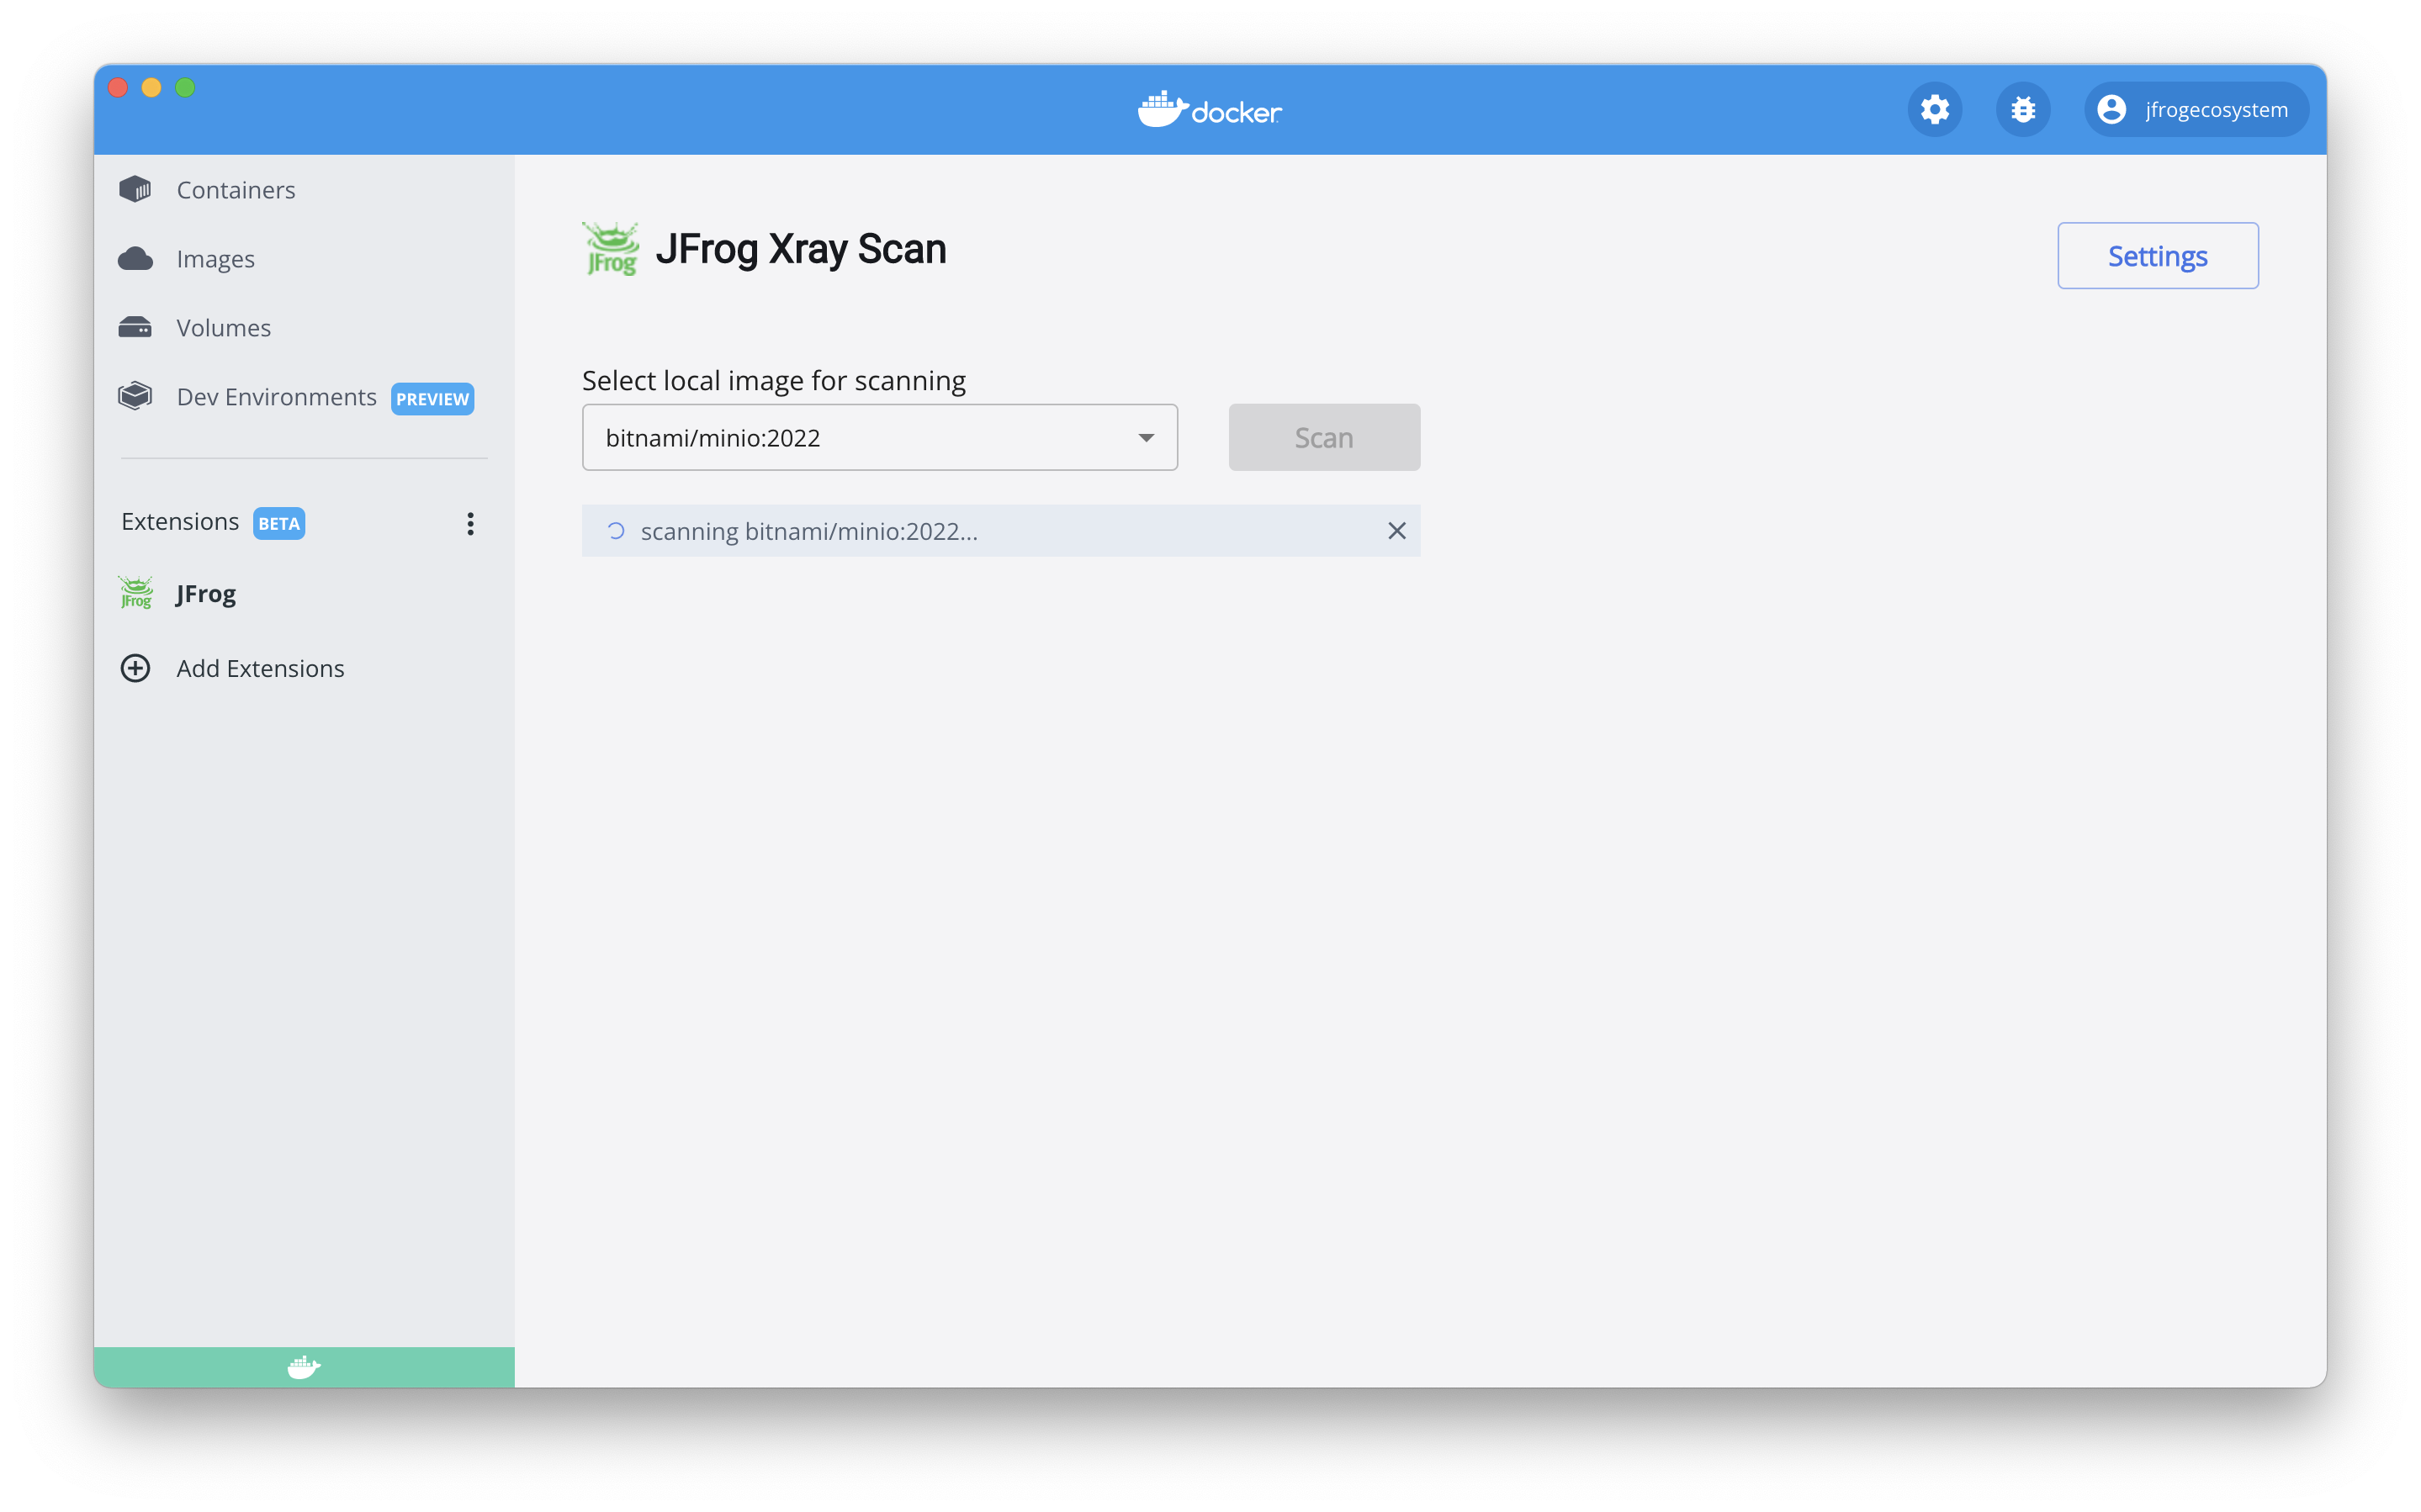 docker
jfrogecosystem
Containers
Images
Volumes
Dev Environments PREVIEW
Extensions BETA
JFrog
JFrog
Add Extensions
JFrog
JFrog Xray Scan
Settings
Select local image for scanning
bitnami/minio:2022
Scan
scanning bitnami/minio:2022...